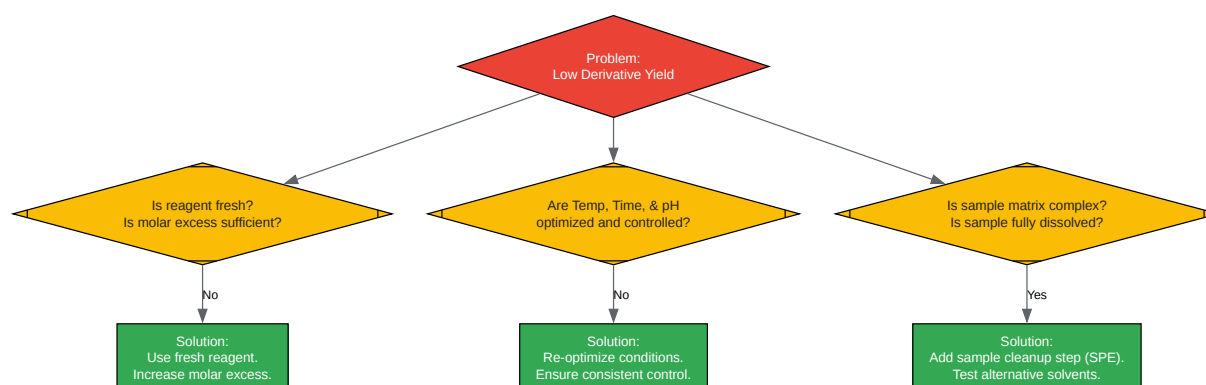 Problem:
Low Derivative Yield
Is reagent fresh?
Is molar excess sufficient?
Are Temp, Time, & pH
optimized and controlled?
Is sample matrix complex?
Is sample fully dissolved?
No
No
Yes
Solution:
Use fresh reagent.
Increase molar excess.
Solution:
Re-optimize conditions.
Ensure consistent control.
Solution:
Add sample cleanup step (SPE).
Test alternative solvents.